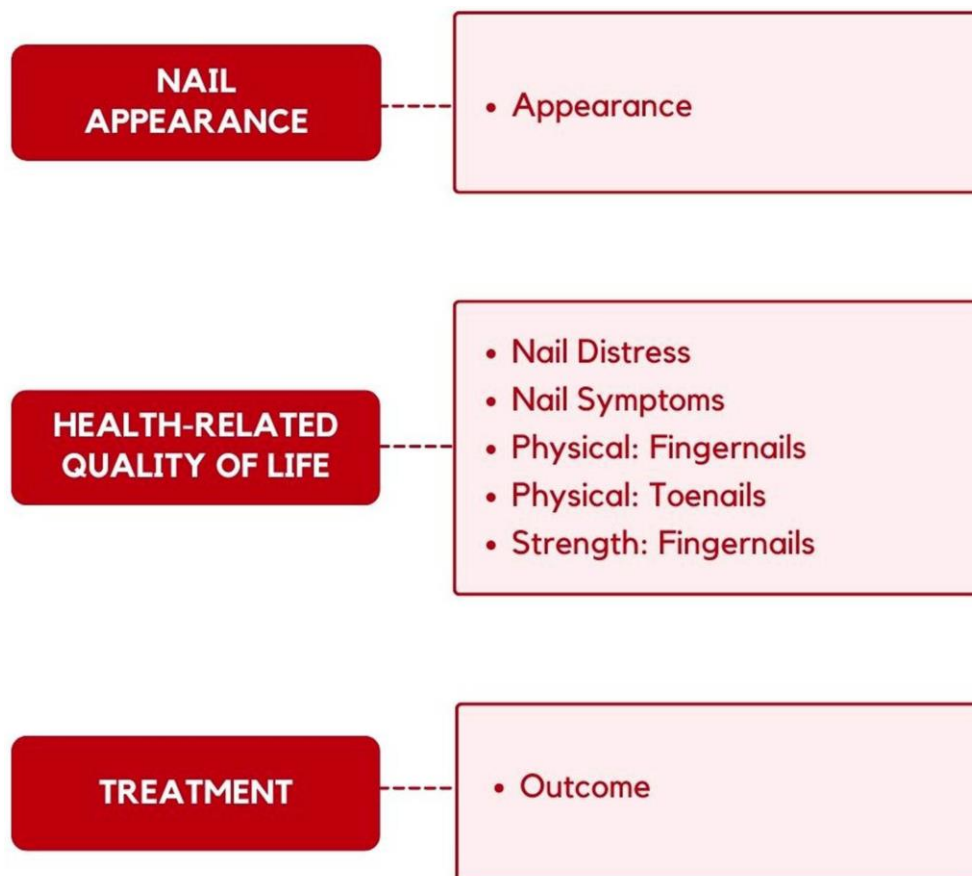 NAIL
APPEARANCE
• Appearance
HEALTH-RELATED
QUALITY OF LIFE
• Nail Distress
• Nail Symptoms
• Physical: Fingernails
• Physical: Toenails
• Strength: Fingernails
TREATMENT
• Outcome